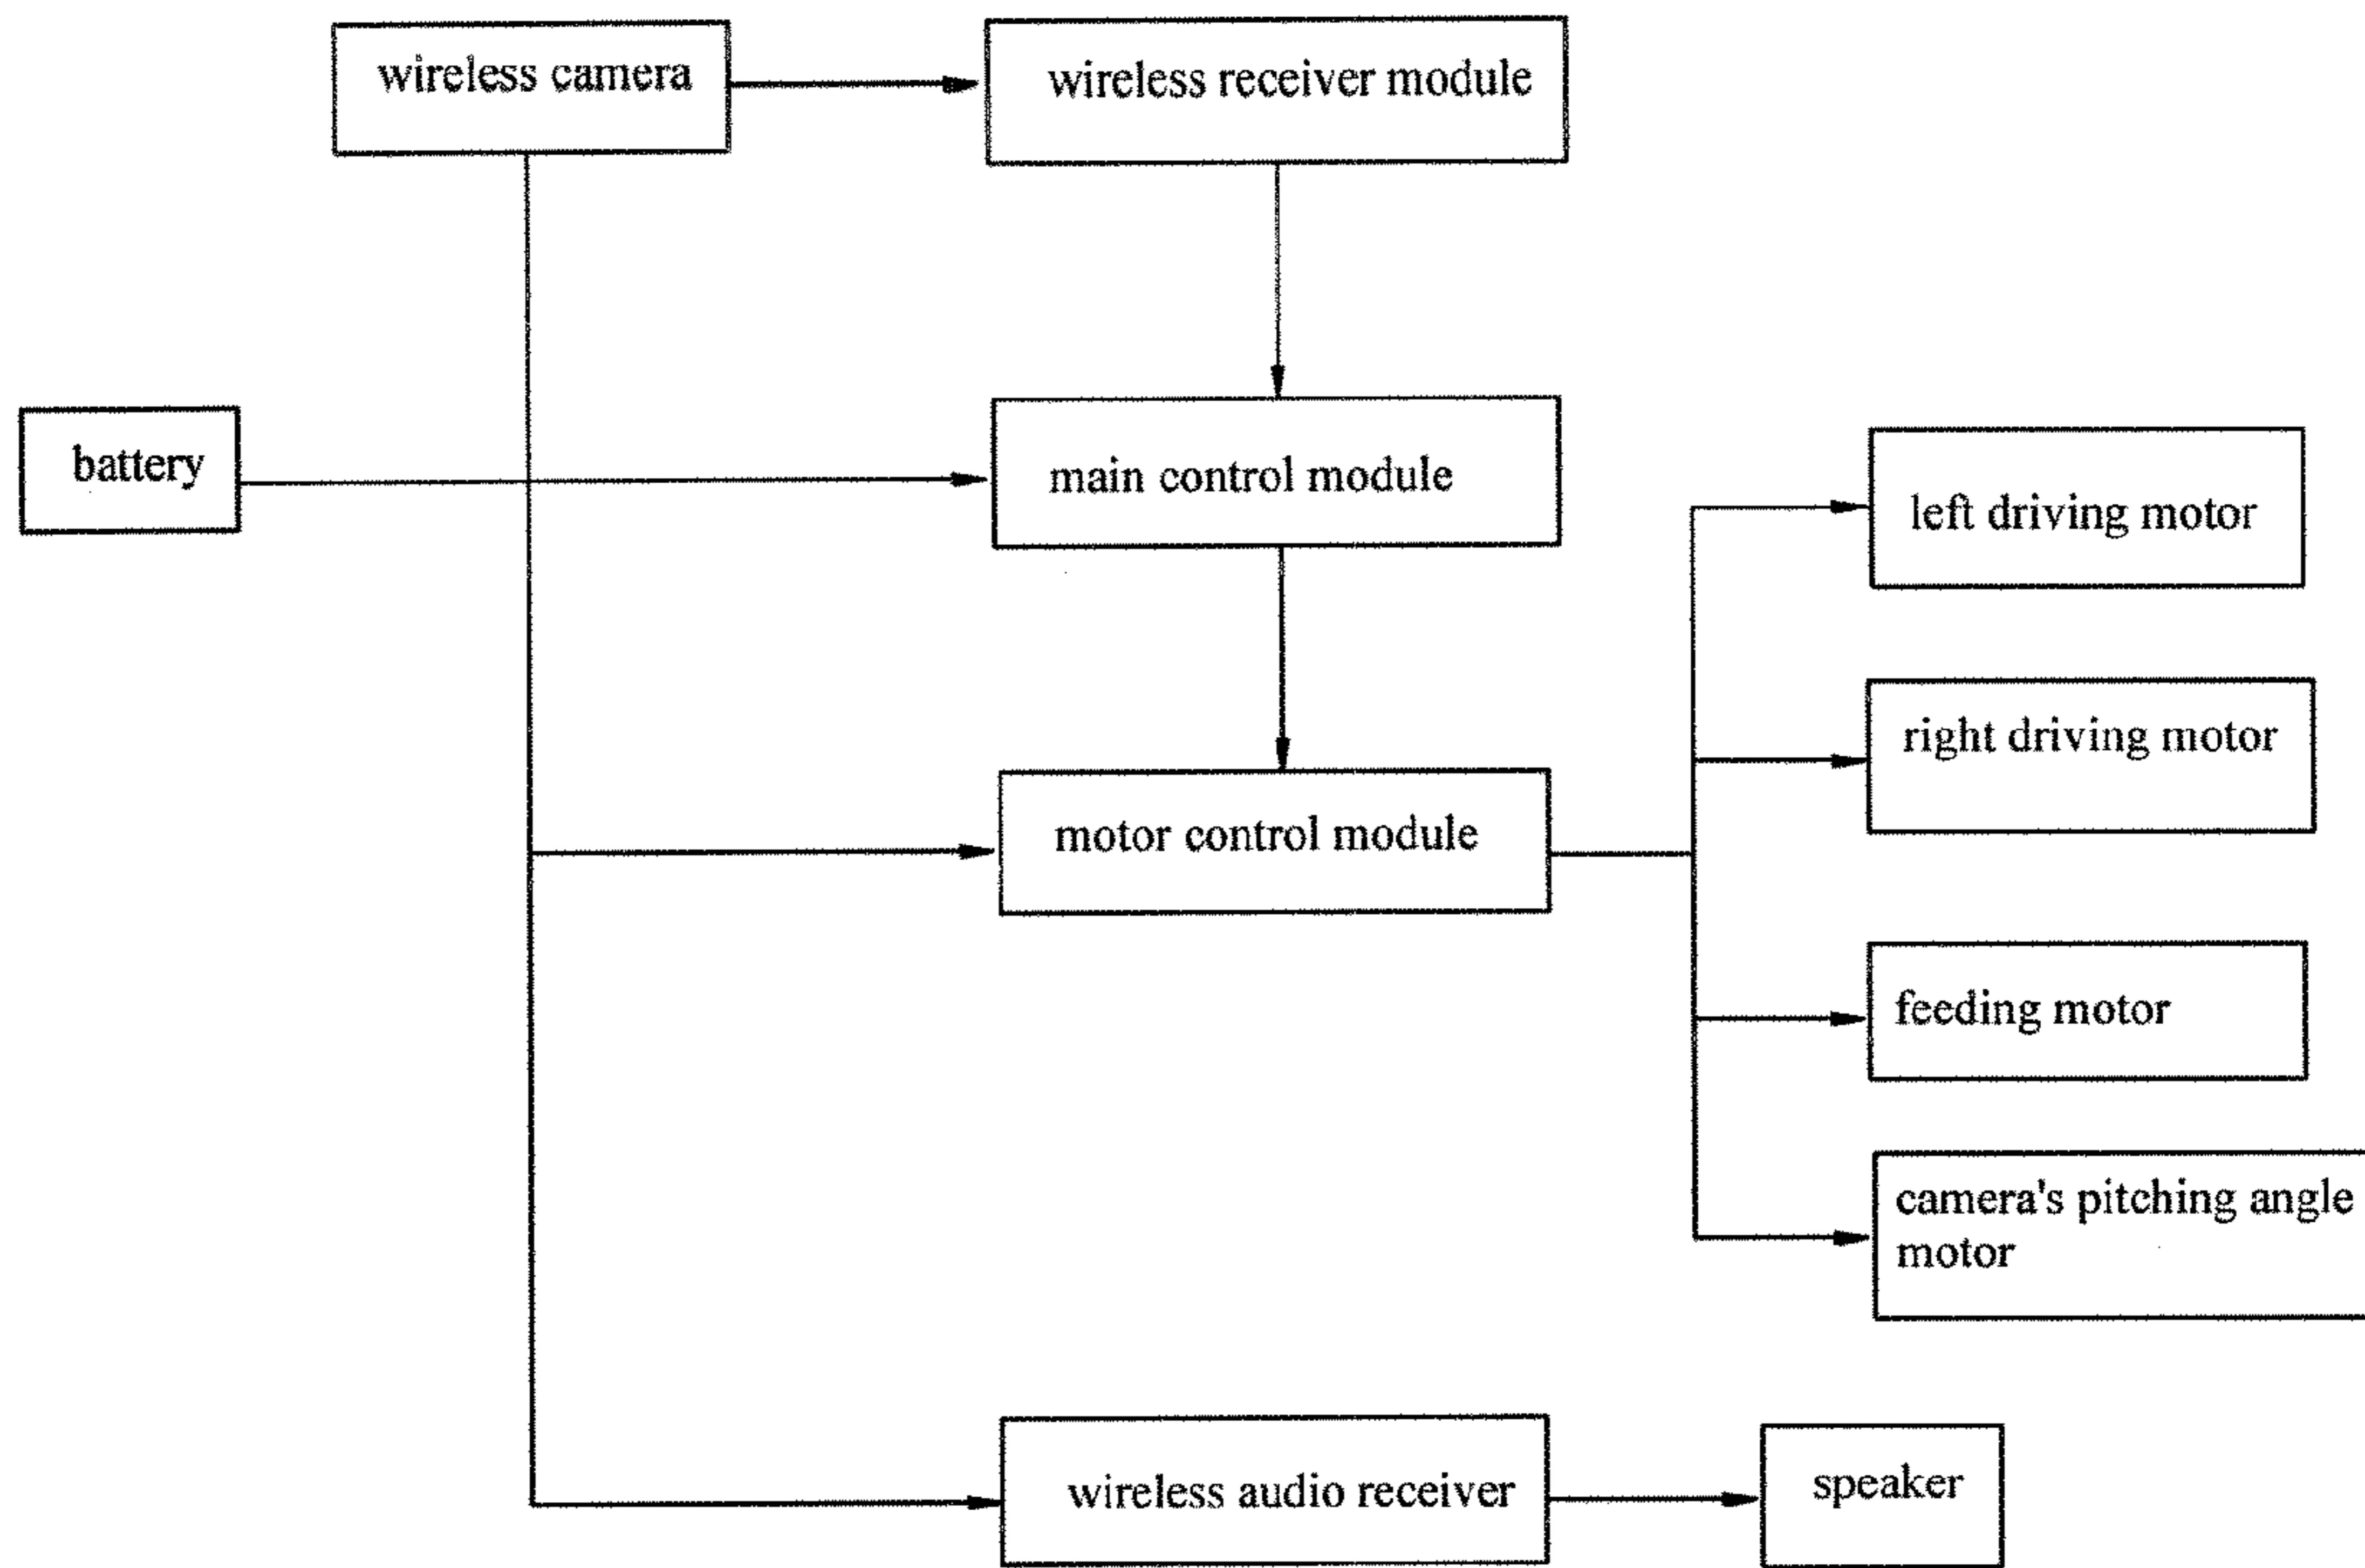 wireless camera
wireless receiver module
battery
main control module
left driving motor
right driving motor
motor control module
feeding motor
camera's pitching angle
motor
wireless audio receiver
speaker